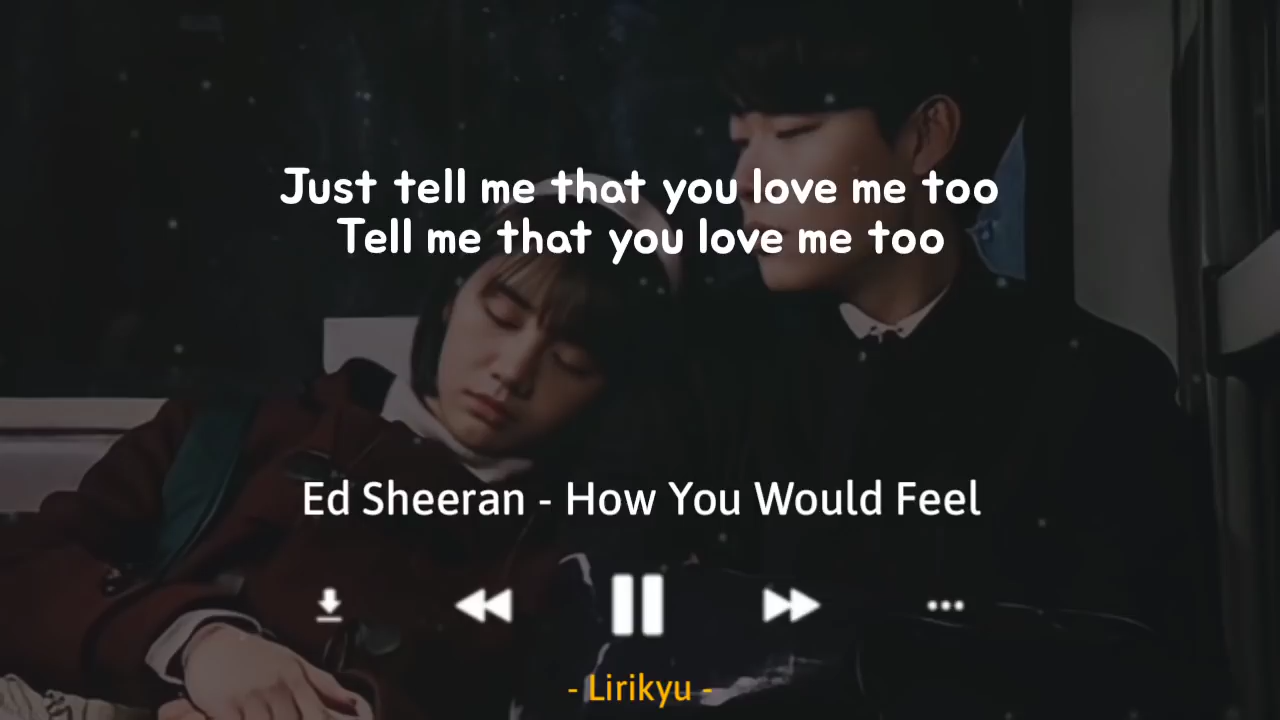 Just tell me that you love me too
Tell me that you love me too
Ed Sheeran - How You Would Feel
- Lirikyu -